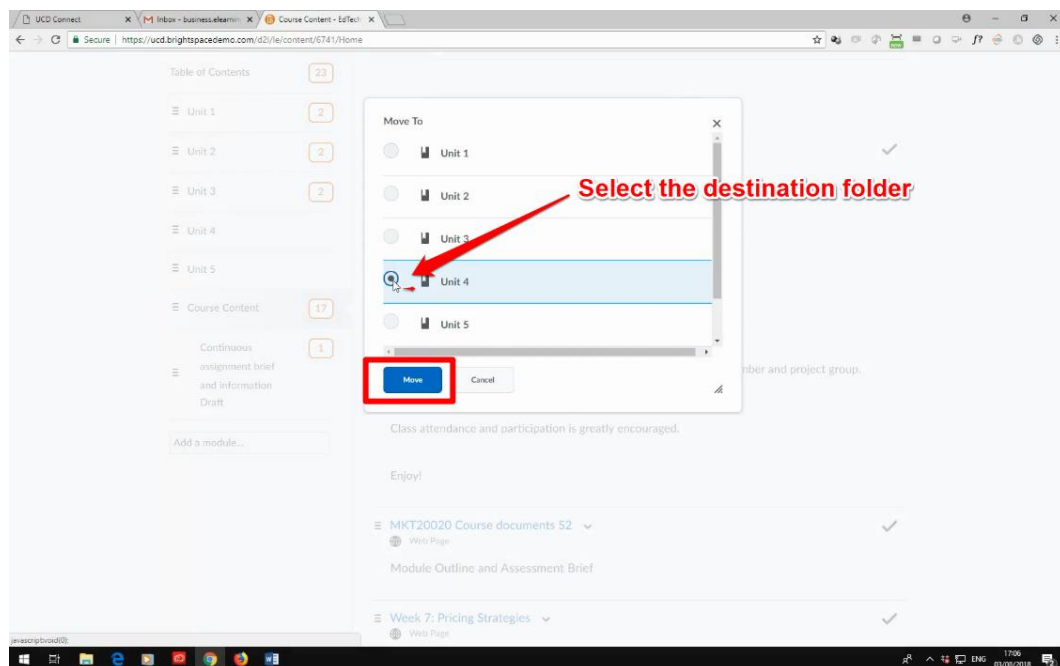 UCD Connect
Inbox - business.elearnin
Course Content - EdTech
Secure | https://ucd.brightspacedemo.com/d2l/le/content/6741/Home
Table of Contents 23
Unit 1 2
Unit 2 2
Unit 3 2
Unit 4
Unit 5
Course Content 17
Continuous 1
assignment brief
and information
Draft
Add a module...
Move To
Unit 1
Unit 2
Select the destination folder
Unit 3
Unit 4
Unit 5
Move Cancel
and project group.
Class attendance and participation is greatly encouraged.
Enjoy!
MKT20020 Course documents S2
Web Page
Module Outline and Assessment Brief
Week 7: Pricing Strategies
Web Page
javascript:void(0);
ENG
17:06
03/08/2018